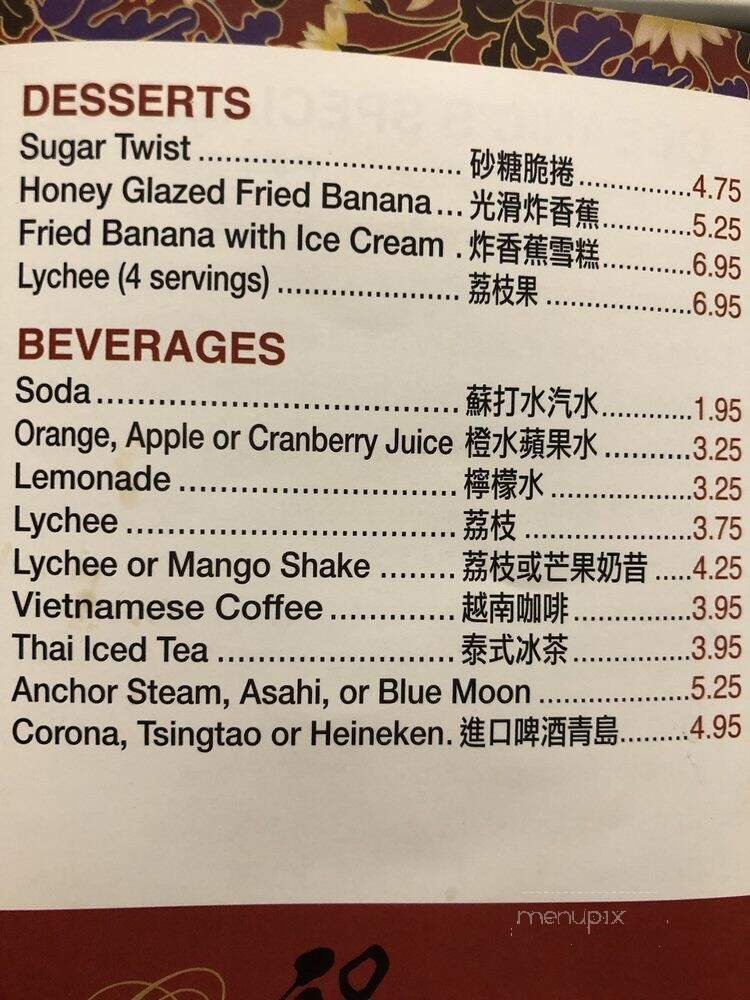 DESSERTS
Sugar Twist ............................. 砂糖脆捲 ............4.75
Honey Glazed Fried Banana... 光滑炸香蕉 ..........5.25
Fried Banana with Ice Cream . 炸香蕉雪糕 ..........6.95
Lychee (4 servings) .................... 荔枝果 ................6.95
BEVERAGES
Soda ........................................ 蘇打水汽水 ..........1.95
Orange, Apple or Cranberry Juice 橙水蘋果水 ..........3.25
Lemonade ............................... 檸檬水 ................3.25
Lychee ..................................... 荔枝 ...................3.75
Lychee or Mango Shake ........ 荔枝或芒果奶昔 .....4.25
Vietnamese Coffee .............. 越南咖啡 .............3.95
Thai Iced Tea .......................... 泰式冰茶 .............3.95
Anchor Steam, Asahi, or Blue Moon .................5.25
Corona, Tsingtao or Heineken. 進口啤酒青島 ........4.95
menupix